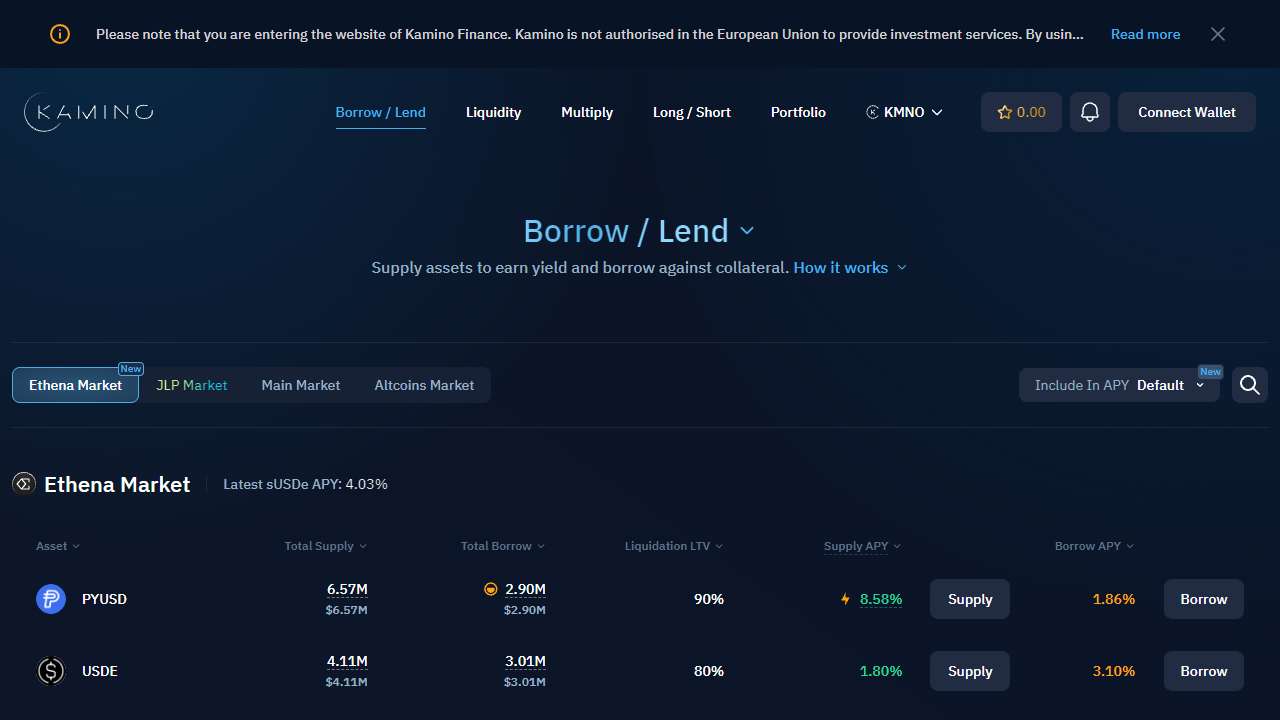 Please note that you are entering the website of Kamino Finance. Kamino is not authorised in the European Union to provide investment services. By usin... Read more
KAMINO Borrow / Lend Liquidity Multiply Long / Short Portfolio KMNO 0.00 Connect Wallet
Borrow / Lend
Supply assets to earn yield and borrow against collateral. How it works
New New
Ethena Market JLP Market Main Market Altcoins Market Include In APY Default
Ethena Market Latest sUSDe APY: 4.03%
Asset Total Supply Total Borrow Liquidation LTV Supply APY Borrow APY
PYUSD 6.57M 2.90M 90% 8.58% Supply 1.86% Borrow
$6.57M $2.90M
USDE 4.11M 3.01M 80% 1.80% Supply 3.10% Borrow
$4.11M $3.01M